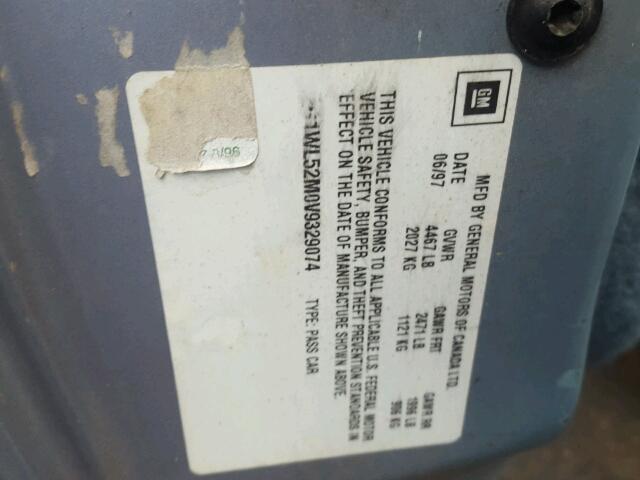 GM
MFD BY GENERAL MOTORS OF CANADA LTD.
DATE GVWR GAWR FRT GAWR RR
06/97 4467 LB 2471 LB 1996 LB
2027 KG 1121 KG 906 KG
THIS VEHICLE CONFORMS TO ALL APPLICABLE U.S. FEDERAL MOTOR
VEHICLE SAFETY, BUMPER, AND THEFT PREVENTION STANDARDS IN
EFFECT ON THE DATE OF MANUFACTURE SHOWN ABOVE.
1WL52M0V9329074 TYPE: PASS CAR